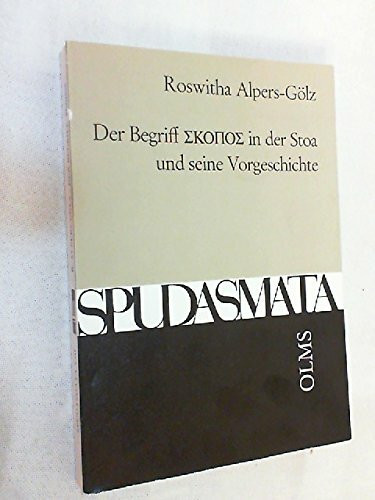 Roswitha Alpers-Gölz
Der Begriff ΣΚΟΠΟΣ in der Stoa
und seine Vorgeschichte
SPUDASMATA
OLMS